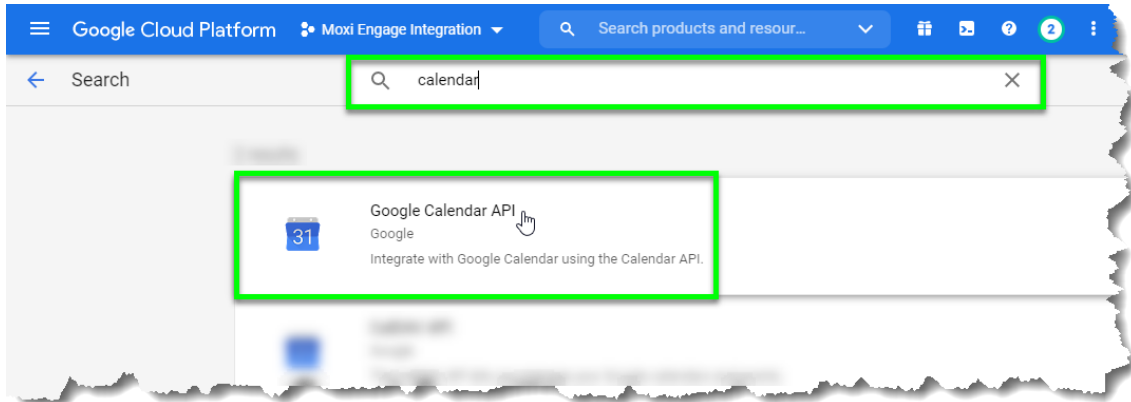 Google Cloud Platform Moxi Engage Integration Search products and resour... 2
Search calendar
Google Calendar API
31
Google
Integrate with Google Calendar using the Calendar API.